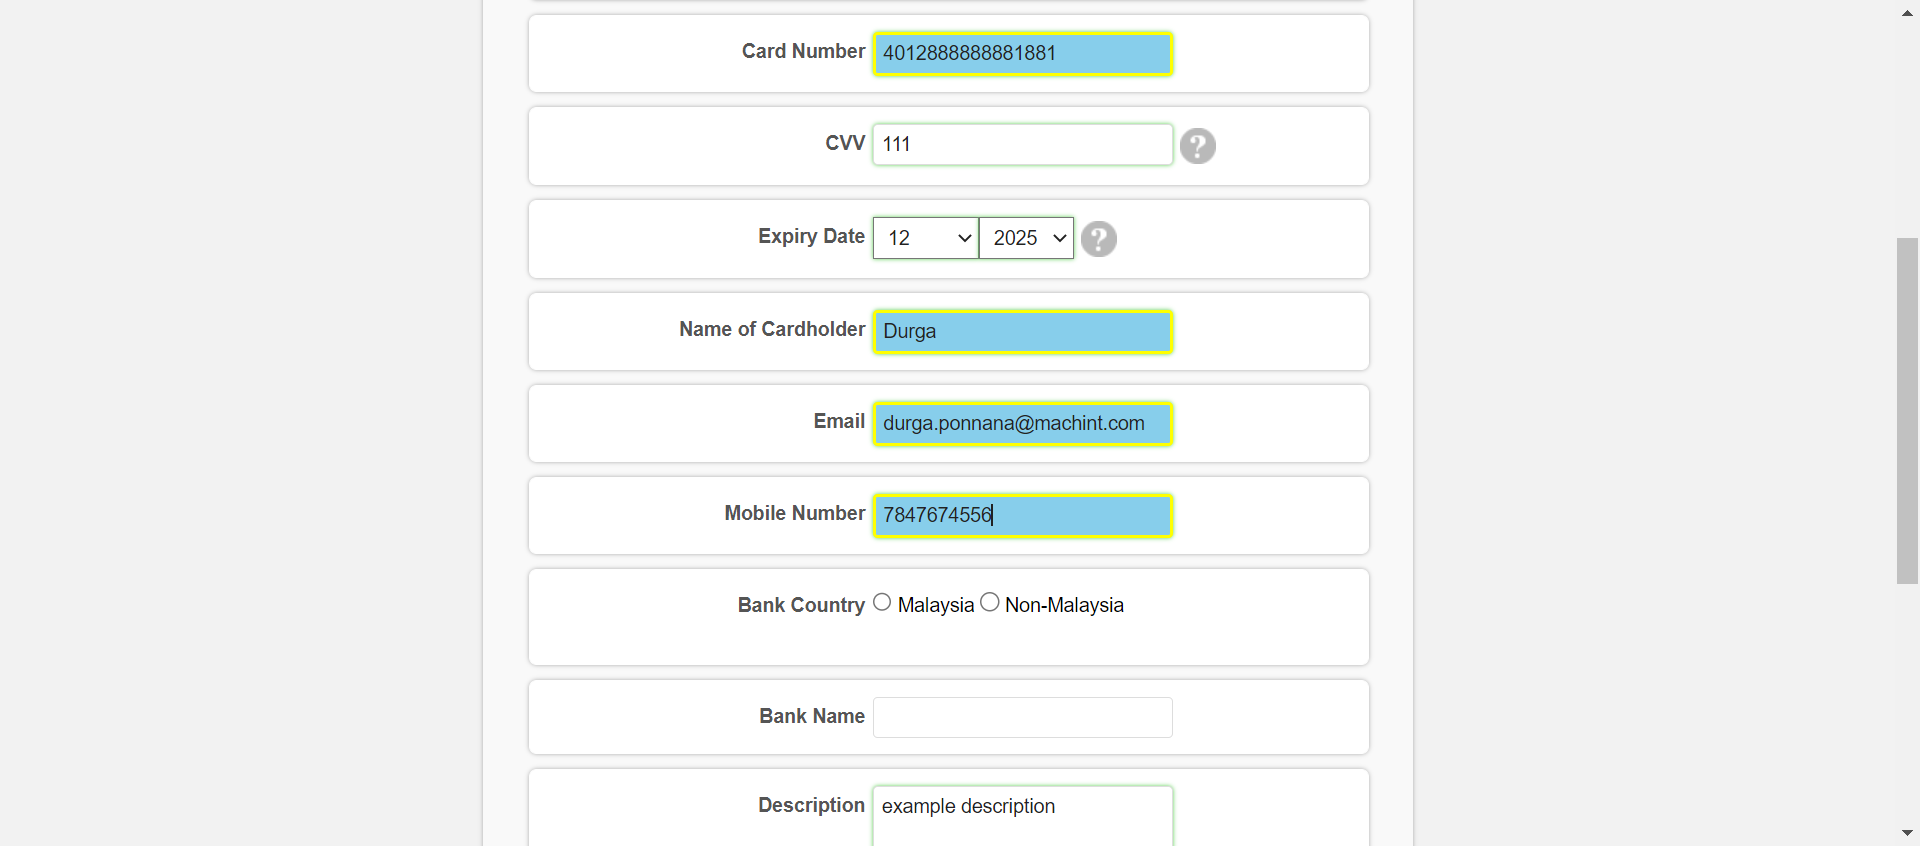 Card Number 4012888888881881
CVV 111 ?
Expiry Date 12 2025 ?
Name of Cardholder Durga
Email durga.ponnana@machint.com
Mobile Number 7847674556
Bank Country Malaysia Non-Malaysia
Bank Name
Description example description